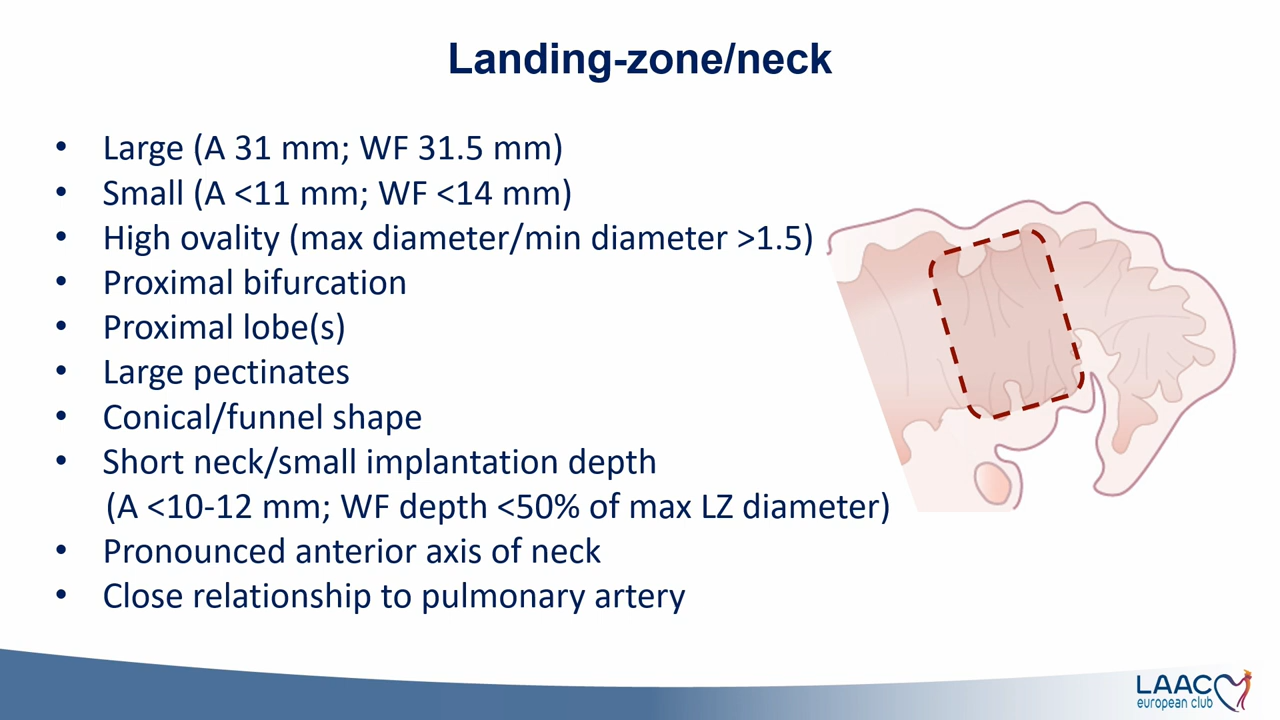 Landing-zone/neck
• Large (A 31 mm; WF 31.5 mm)
• Small (A <11 mm; WF <14 mm)
• High ovality (max diameter/min diameter >1.5)
• Proximal bifurcation
• Proximal lobe(s)
• Large pectinates
• Conical/funnel shape
• Short neck/small implantation depth
(A <10-12 mm; WF depth <50% of max LZ diameter)
• Pronounced anterior axis of neck
• Close relationship to pulmonary artery
LAAC
european club